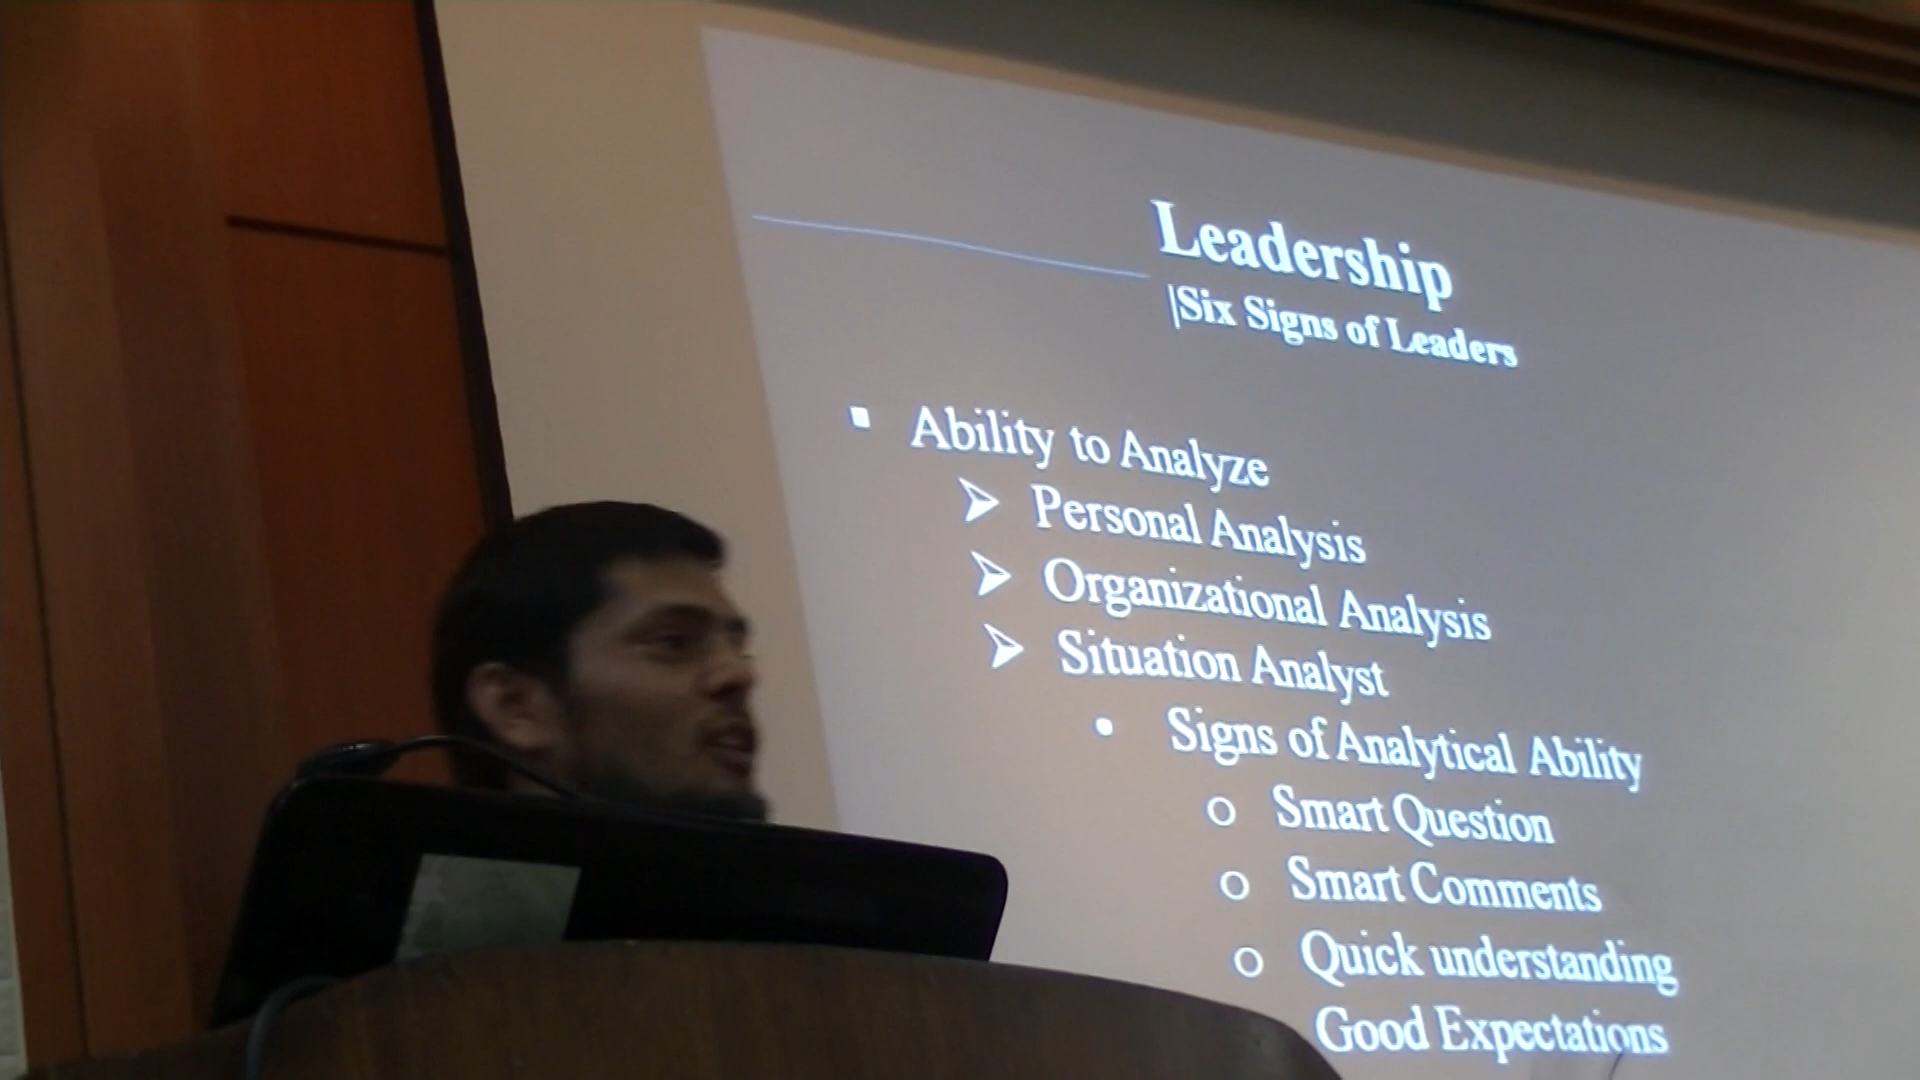 Leadership
|Six Signs of Leaders
▪ Ability to Analyze
➢ Personal Analysis
➢ Organizational Analysis
➢ Situation Analyst
• Signs of Analytical Ability
o Smart Question
o Smart Comments
o Quick understanding
Good Expectations